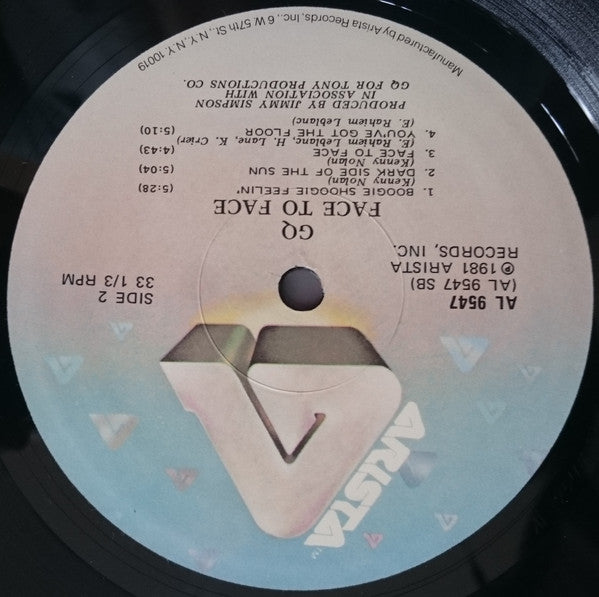 ARISTA™
AL 9547
(AL 9547 SB)
℗1981 ARISTA
RECORDS, INC.
SIDE 2
33 1/3 RPM
GQ
FACE TO FACE
1. BOOGIE SHOOGIE FEELIN' (5:28)
(Kenny Nolan)
2. DARK SIDE OF THE SUN (5:04)
(Kenny Nolan)
3. FACE TO FACE (4:43)
(E. Rahiem Leblanc, H. Lane, K. Crier)
4. YOU'VE GOT THE FLOOR (5:10)
(E. Rahiem Leblanc)
PRODUCED BY JIMMY SIMPSON
IN ASSOCIATION WITH
GQ FOR TONY PRODUCTIONS CO.
Manufactured by Arista Records, Inc., 6 W. 57th St., N.Y., N.Y. 10019